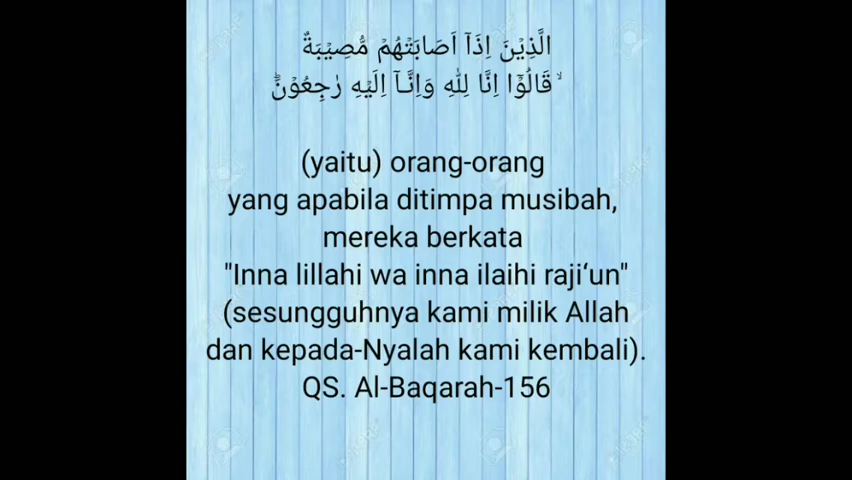 الَّذِيْنَ اِذَآ اَصَابَتْهُمْ مُّصِيْبَةٌ
ۙ قَالُوْٓا اِنَّا لِلّٰهِ وَاِنَّآ اِلَيْهِ رٰجِعُوْنَۗ
(yaitu) orang-orang
yang apabila ditimpa musibah,
mereka berkata
"Inna lillahi wa inna ilaihi raji‘un"
(sesungguhnya kami milik Allah
dan kepada-Nyalah kami kembali).
QS. Al-Baqarah-156